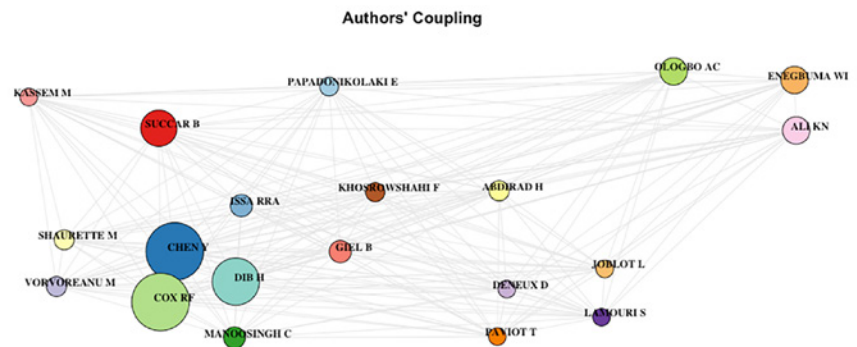 Authors' Coupling
OLOGBO AC
ENEGBUMA WI
PAPADONIKOLAKI E
KASSEM M
SUCCAR B
ALI KN
KHOSROWSHAHI F
ABDIRAD H
ISSA RRA
SHAURETTE M
CHEN Y
GIEL B
JOBLOT L
DIB H
VORVOREANU M
DENEUX D
COX RF
LAMOURI S
MANOOSINGH C
PAVIOT T